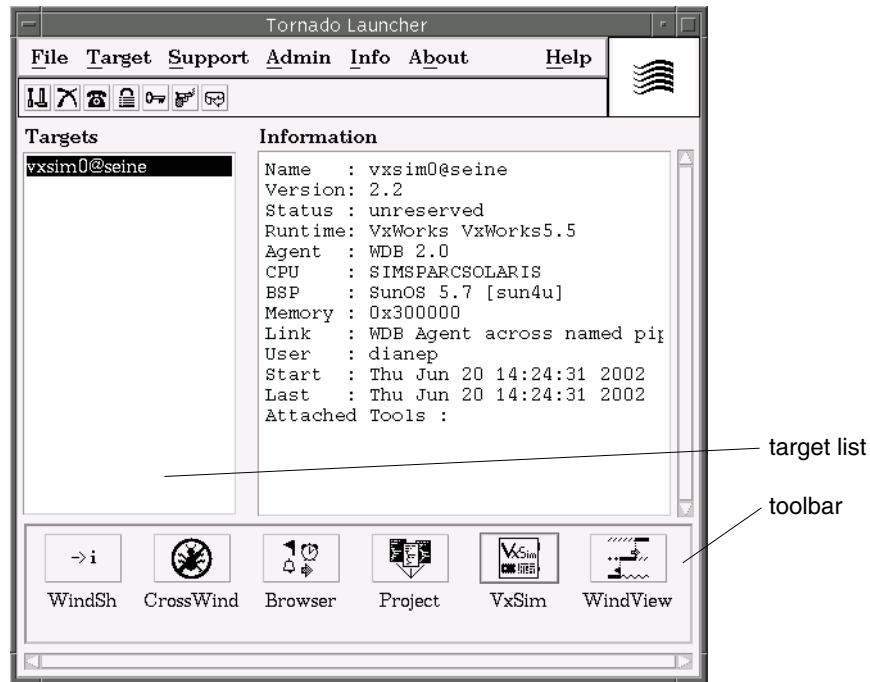 Tornado Launcher
File Target Support Admin Info About Help
Targets
vxsim0@seine
Information
Name : vxsim0@seine
Version: 2.2
Status : unreserved
Runtime: VxWorks VxWorks5.5
Agent : WDB 2.0
CPU : SIMSPARCSOLARIS
BSP : SunOS 5.7 [sun4u]
Memory : 0x300000
Link : WDB Agent across named pip
User : dianep
Start : Thu Jun 20 14:24:31 2002
Last : Thu Jun 20 14:24:31 2002
Attached Tools :
target list
toolbar
->i
VxSim
WindSh CrossWind Browser Project VxSim WindView